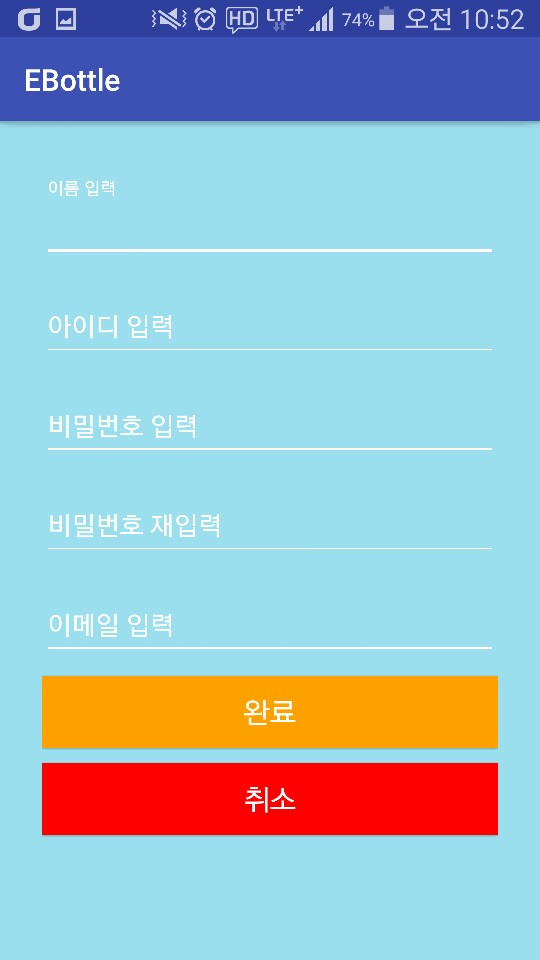 HD LTE+ 74% 오전 10:52
EBottle
이름 입력
아이디 입력
비밀번호 입력
비밀번호 재입력
이메일 입력
완료
취소